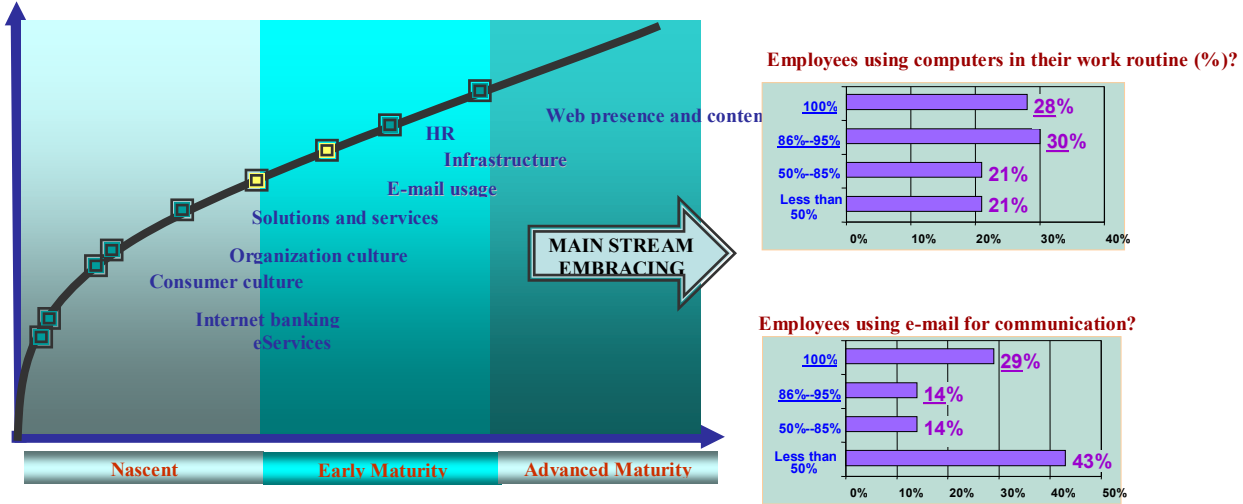 Web presence and conten
HR
Infrastructure
E-mail usage
Solutions and services
Organization culture
Consumer culture
Internet banking
eServices
MAIN STREAM
EMBRACING
Nascent
Early Maturity
Advanced Maturity
Employees using computers in their work routine (%)?
100%
28%
86%--95%
30%
50%--85%
21%
Less than
50%
21%
0% 10% 20% 30% 40%
Employees using e-mail for communication?
100%
29%
86%--95%
14%
50%--85%
14%
Less than
50%
43%
0% 10% 20% 30% 40% 50%